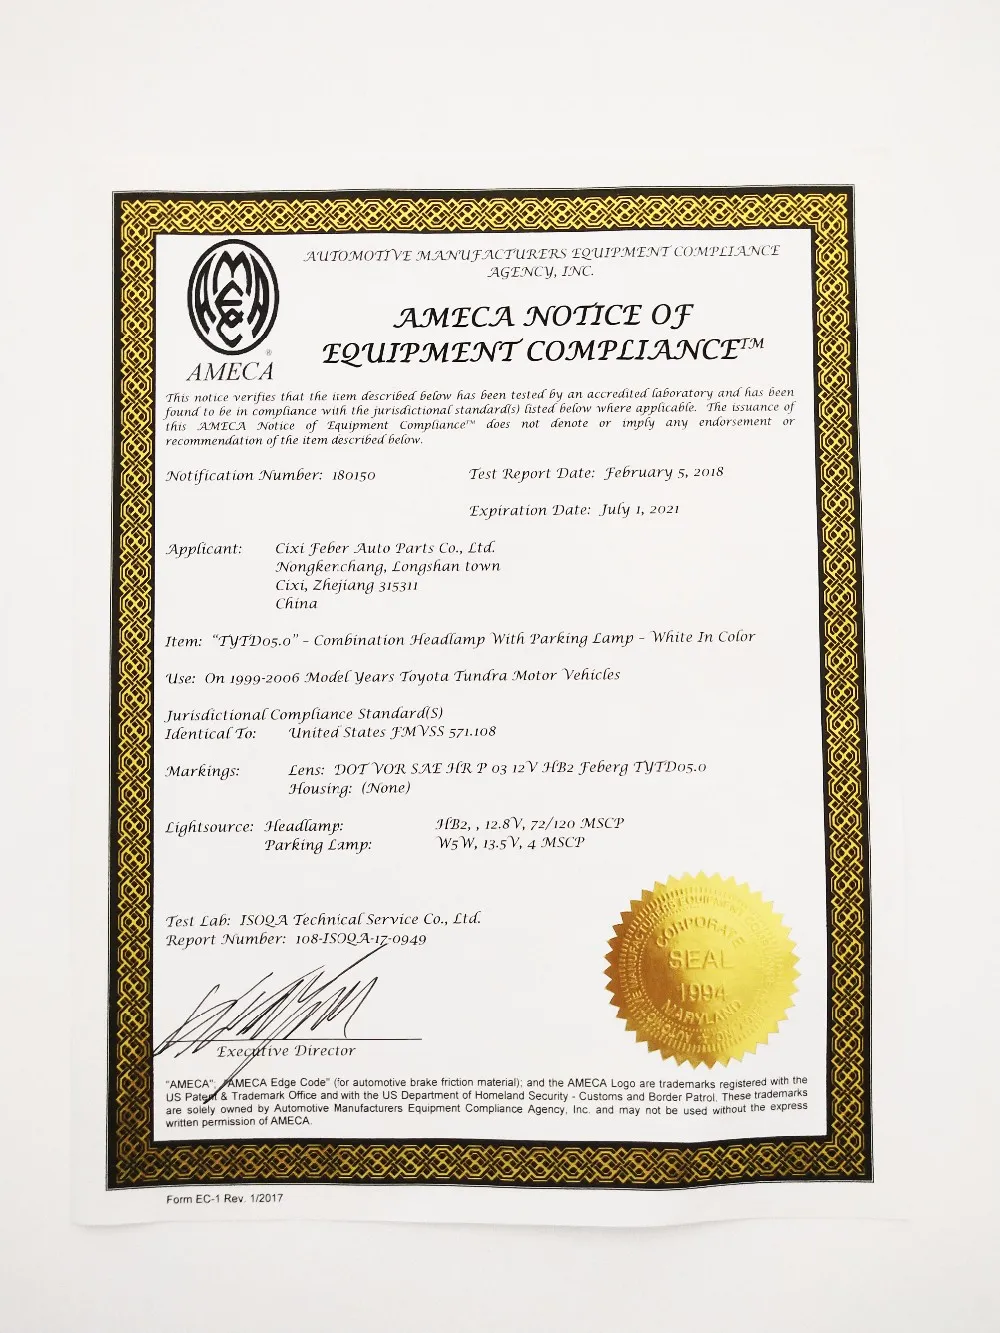 AMECA
®
AUTOMOTIVE MANUFACTURERS EQUIPMENT COMPLIANCE
AGENCY, INC.
AMECA NOTICE OF
EQUIPMENT COMPLIANCE™
This notice verifies that the item described below has been tested by an accredited laboratory and has been
found to be in compliance with the jurisdictional standard(s) listed below where applicable. The issuance of
this AMECA Notice of Equipment Compliance™ does not denote or imply any endorsement or
recommendation of the item described below.
Notification Number: 180150
Test Report Date: February 5, 2018
Expiration Date: July 1, 2021
Applicant: Cixi Feber Auto Parts Co., Ltd.
Nongkenchang, Longshan town
Cixi, Zhejiang 315311
China
Item: "TYTD05.0" – Combination Headlamp With Parking Lamp – White In Color
Use: On 1999-2006 Model Years Toyota Tundra Motor Vehicles
Jurisdictional Compliance Standard(S)
Identical To: United States FMVSS 571.108
Markings: Lens: DOT VOR SAE HR P 03 12V HB2 Feberg TYTD05.0
Housing: (None)
Lightsource: Headlamp: HB2, , 12.8V, 72/120 MSCP
Parking Lamp: W5W, 13.5V, 4 MSCP
Test Lab: ISOQA Technical Service Co., Ltd.
Report Number: 108-ISOQA-17-0949
Executive Director
CORPORATE
SEAL
1994
MARYLAND
"AMECA"; "AMECA Edge Code" (for automotive brake friction material); and the AMECA Logo are trademarks registered with the
US Patent & Trademark Office and with the US Department of Homeland Security - Customs and Border Patrol. These trademarks
are solely owned by Automotive Manufacturers Equipment Compliance Agency, Inc. and may not be used without the express
written permission of AMECA.
Form EC-1 Rev. 1/2017